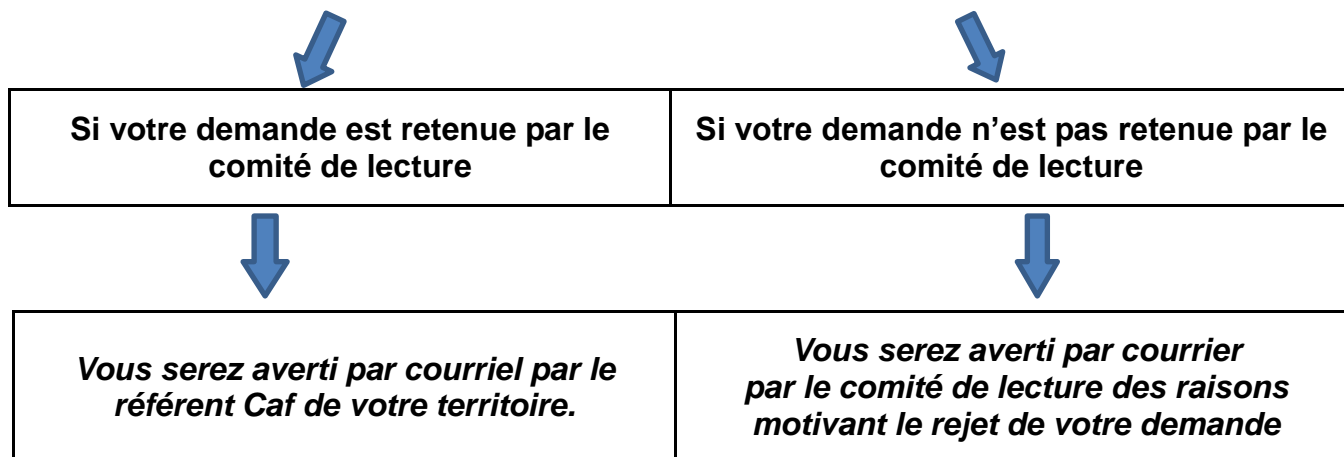 Si votre demande est retenue par le
comité de lecture
Si votre demande n’est pas retenue par le
comité de lecture
Vous serez averti par courriel par le
référent Caf de votre territoire.
Vous serez averti par courrier
par le comité de lecture des raisons
motivant le rejet de votre demande